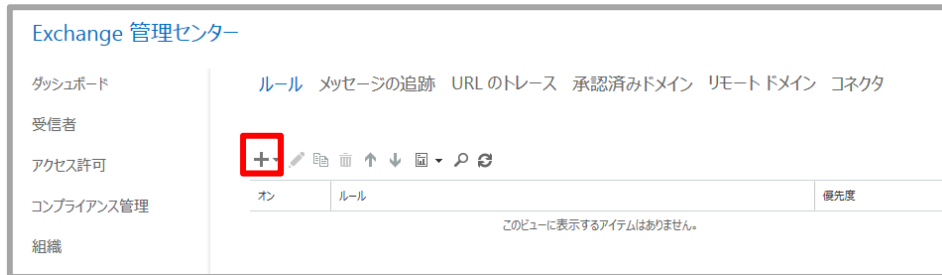 Exchange 管理センター
ダッシュボード
受信者
アクセス許可
コンプライアンス管理
組織
ルール メッセージの追跡 URL のトレース 承認済みドメイン リモート ドメイン コネクタ
オン ルール 優先度
このビューに表示するアイテムはありません。